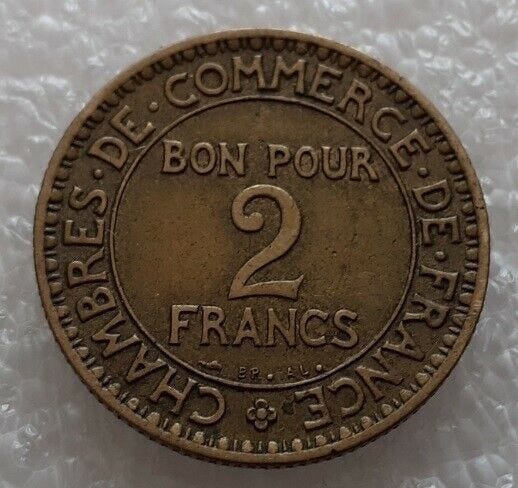 CHAMBRES·DE·COMMERCE·DE·FRANCE
BON POUR
2
FRANCS